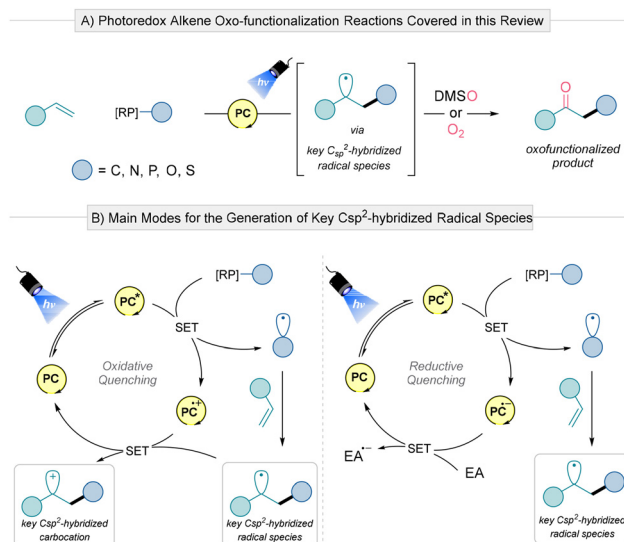 A) Photoredox Alkene Oxo-functionalization Reactions Covered in this Review
[RP]
hν
PC
via
key Csp²-hybridized
radical species
DMSO
or
O₂
O
oxofunctionalized
product
= C, N, P, O, S
B) Main Modes for the Generation of Key Csp²-hybridized Radical Species
hν
PC*
[RP]
SET
Oxidative
Quenching
PC
PC•+
SET
+
key Csp²-hybridized
carbocation
key Csp²-hybridized
radical species
hν
PC*
[RP]
SET
Reductive
Quenching
PC
PC•−
SET
EA•−
EA
key Csp²-hybridized
radical species